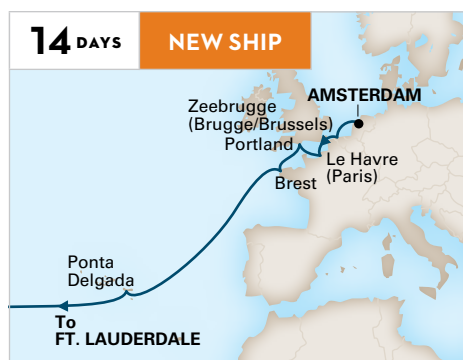 14 DAYS
NEW SHIP
AMSTERDAM
Zeebrugge
(Brugge/Brussels)
Portland
Le Havre
(Paris)
Brest
Ponta
Delgada
To
FT. LAUDERDALE